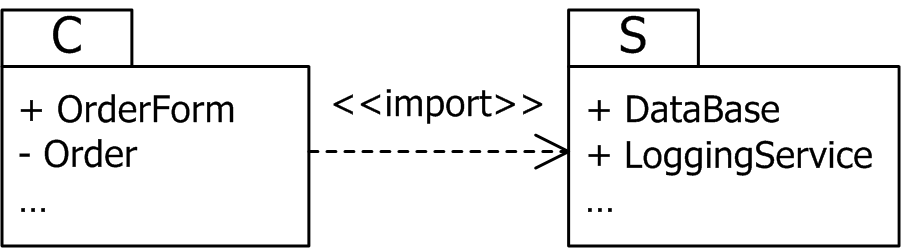 C
+ OrderForm
- Order
...
<<import>>
S
+ DataBase
+ LoggingService
...